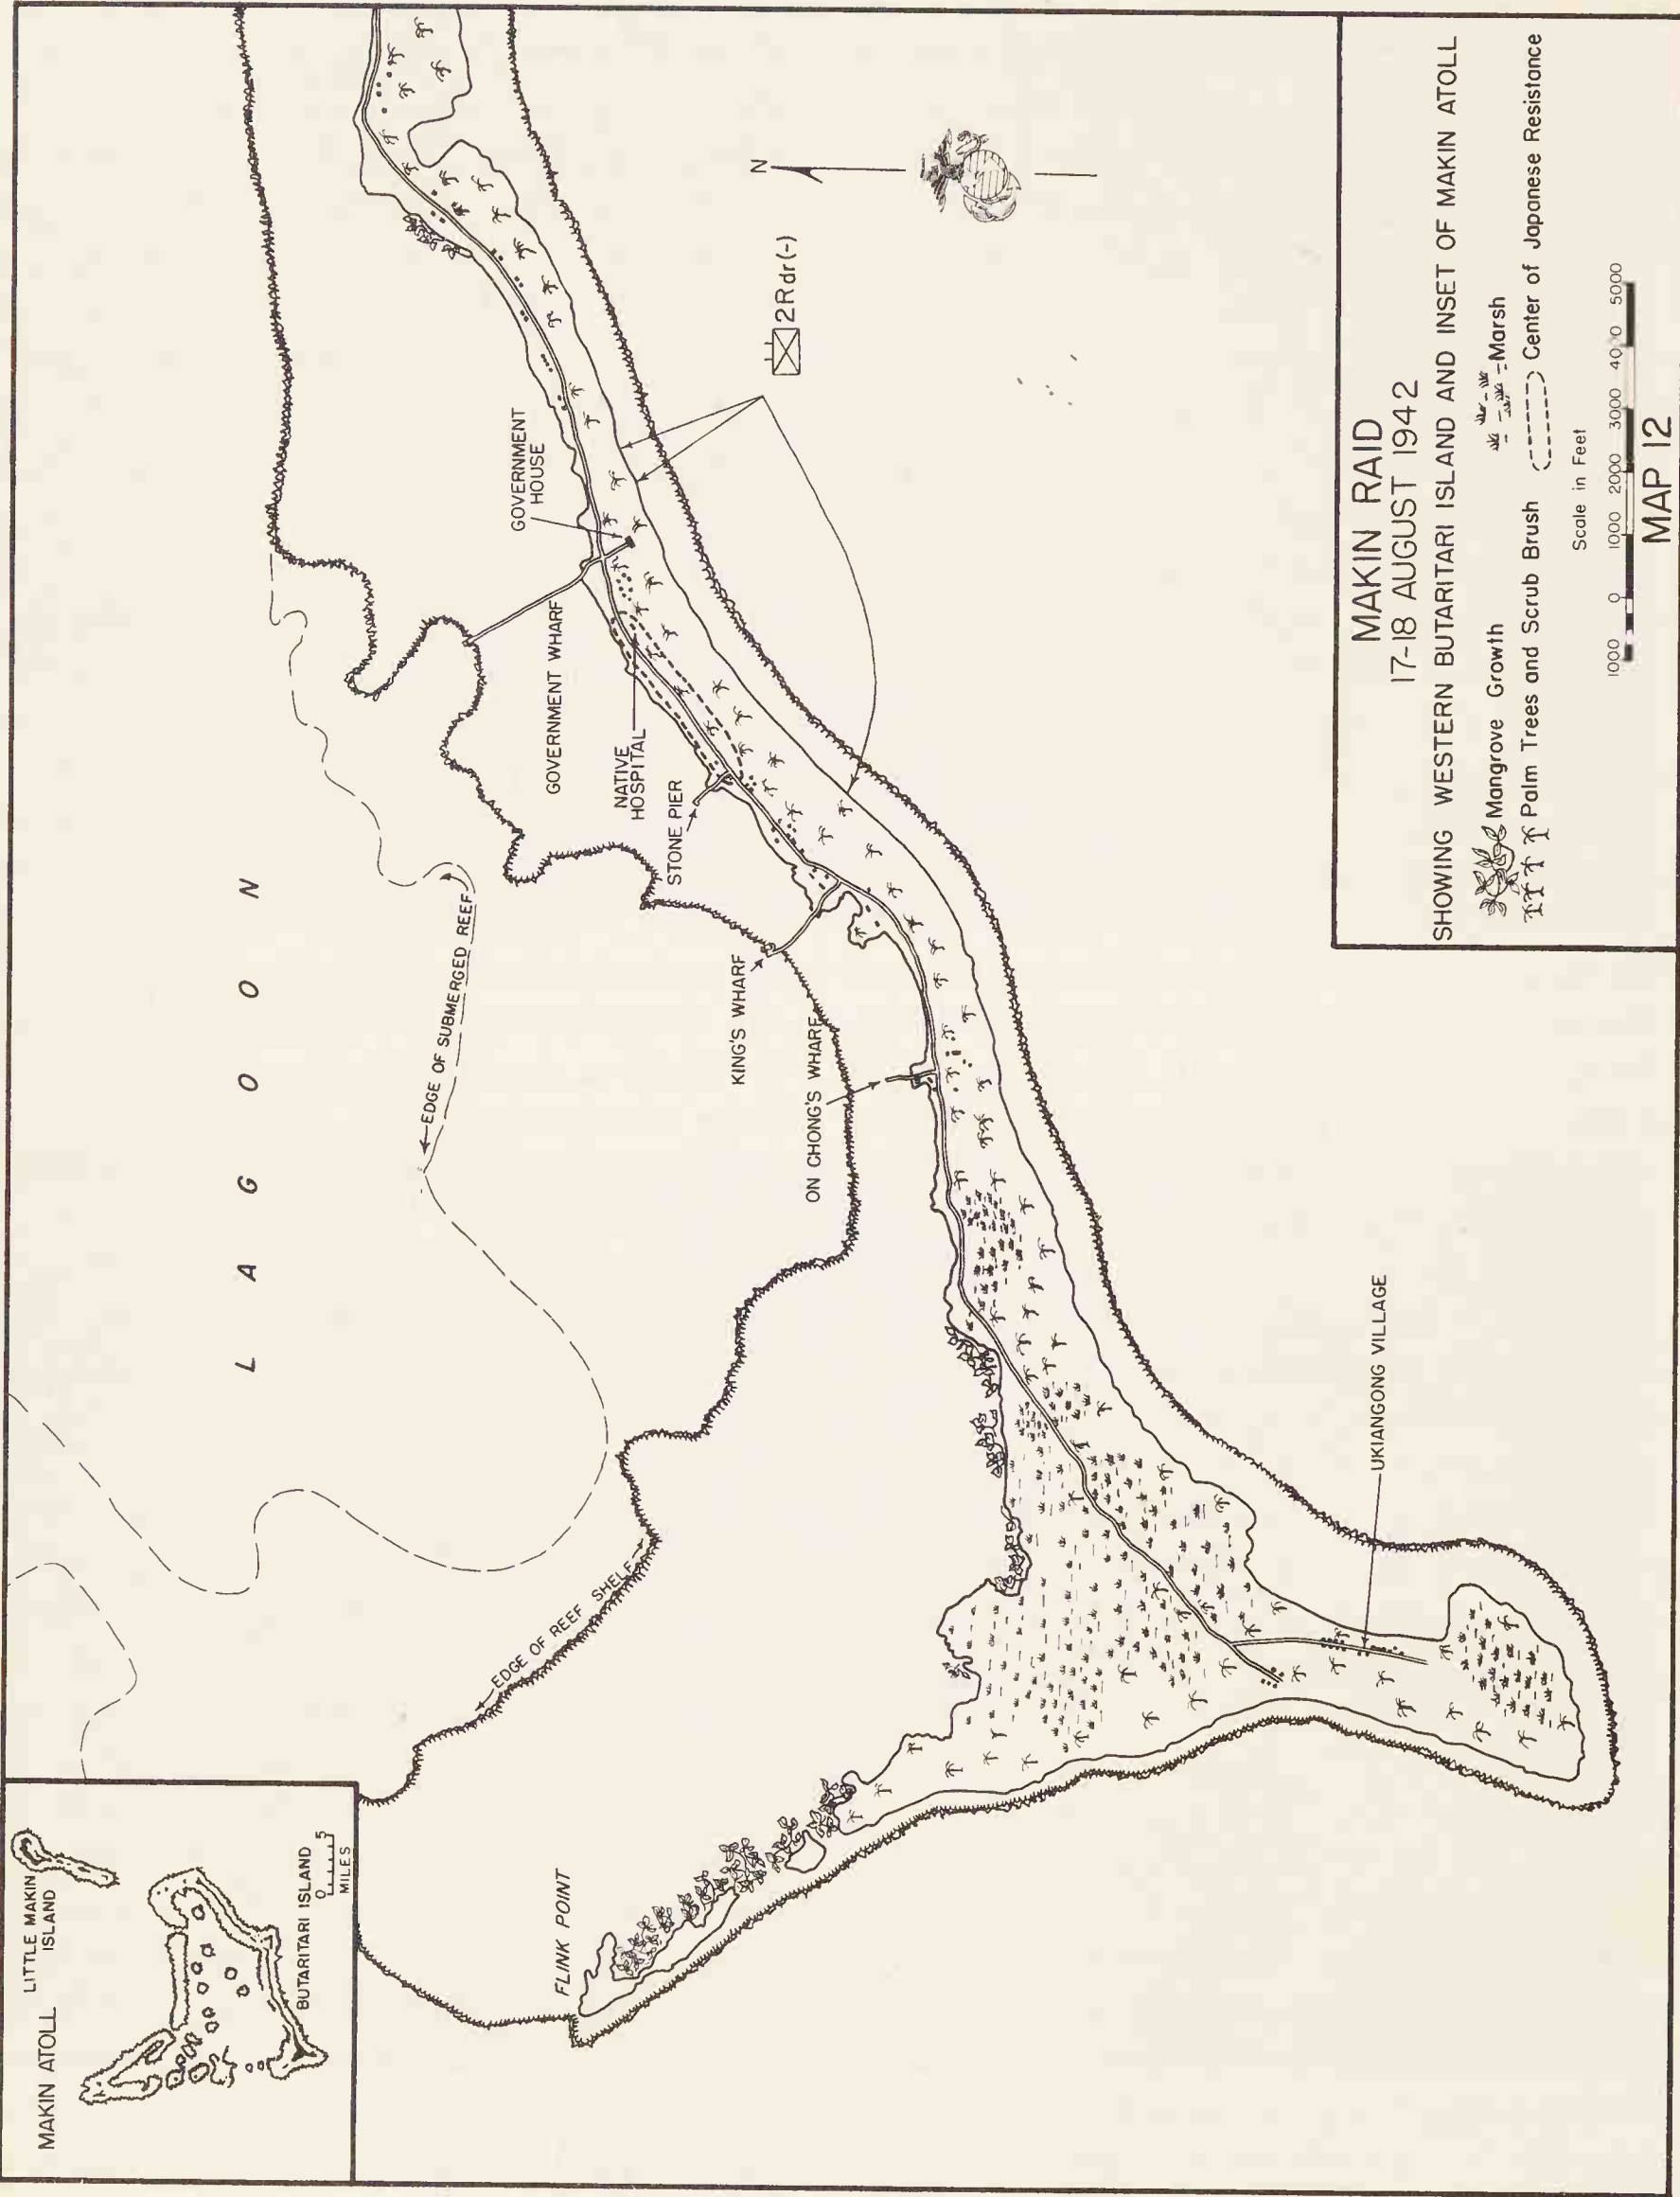 MAKIN ATOLL
LITTLE MAKIN
ISLAND
BUTARITARI ISLAND
0 5
MILES
LAGOON
EDGE OF SUBMERGED REEF
EDGE OF REEF SHELF
FLINK POINT
GOVERNMENT
HOUSE
GOVERNMENT WHARF
NATIVE
HOSPITAL
STONE PIER
KING'S WHARF
ON CHONG'S WHARF
UKIANGONG VILLAGE
2Rdr(-)
N
MAKIN RAID
17-18 AUGUST 1942
SHOWING WESTERN BUTARITARI ISLAND AND INSET OF MAKIN ATOLL
Mangrove Growth
Marsh
Palm Trees and Scrub Brush
Center of Japanese Resistance
Scale in Feet
1000 0 1000 2000 3000 4000 5000
MAP 12